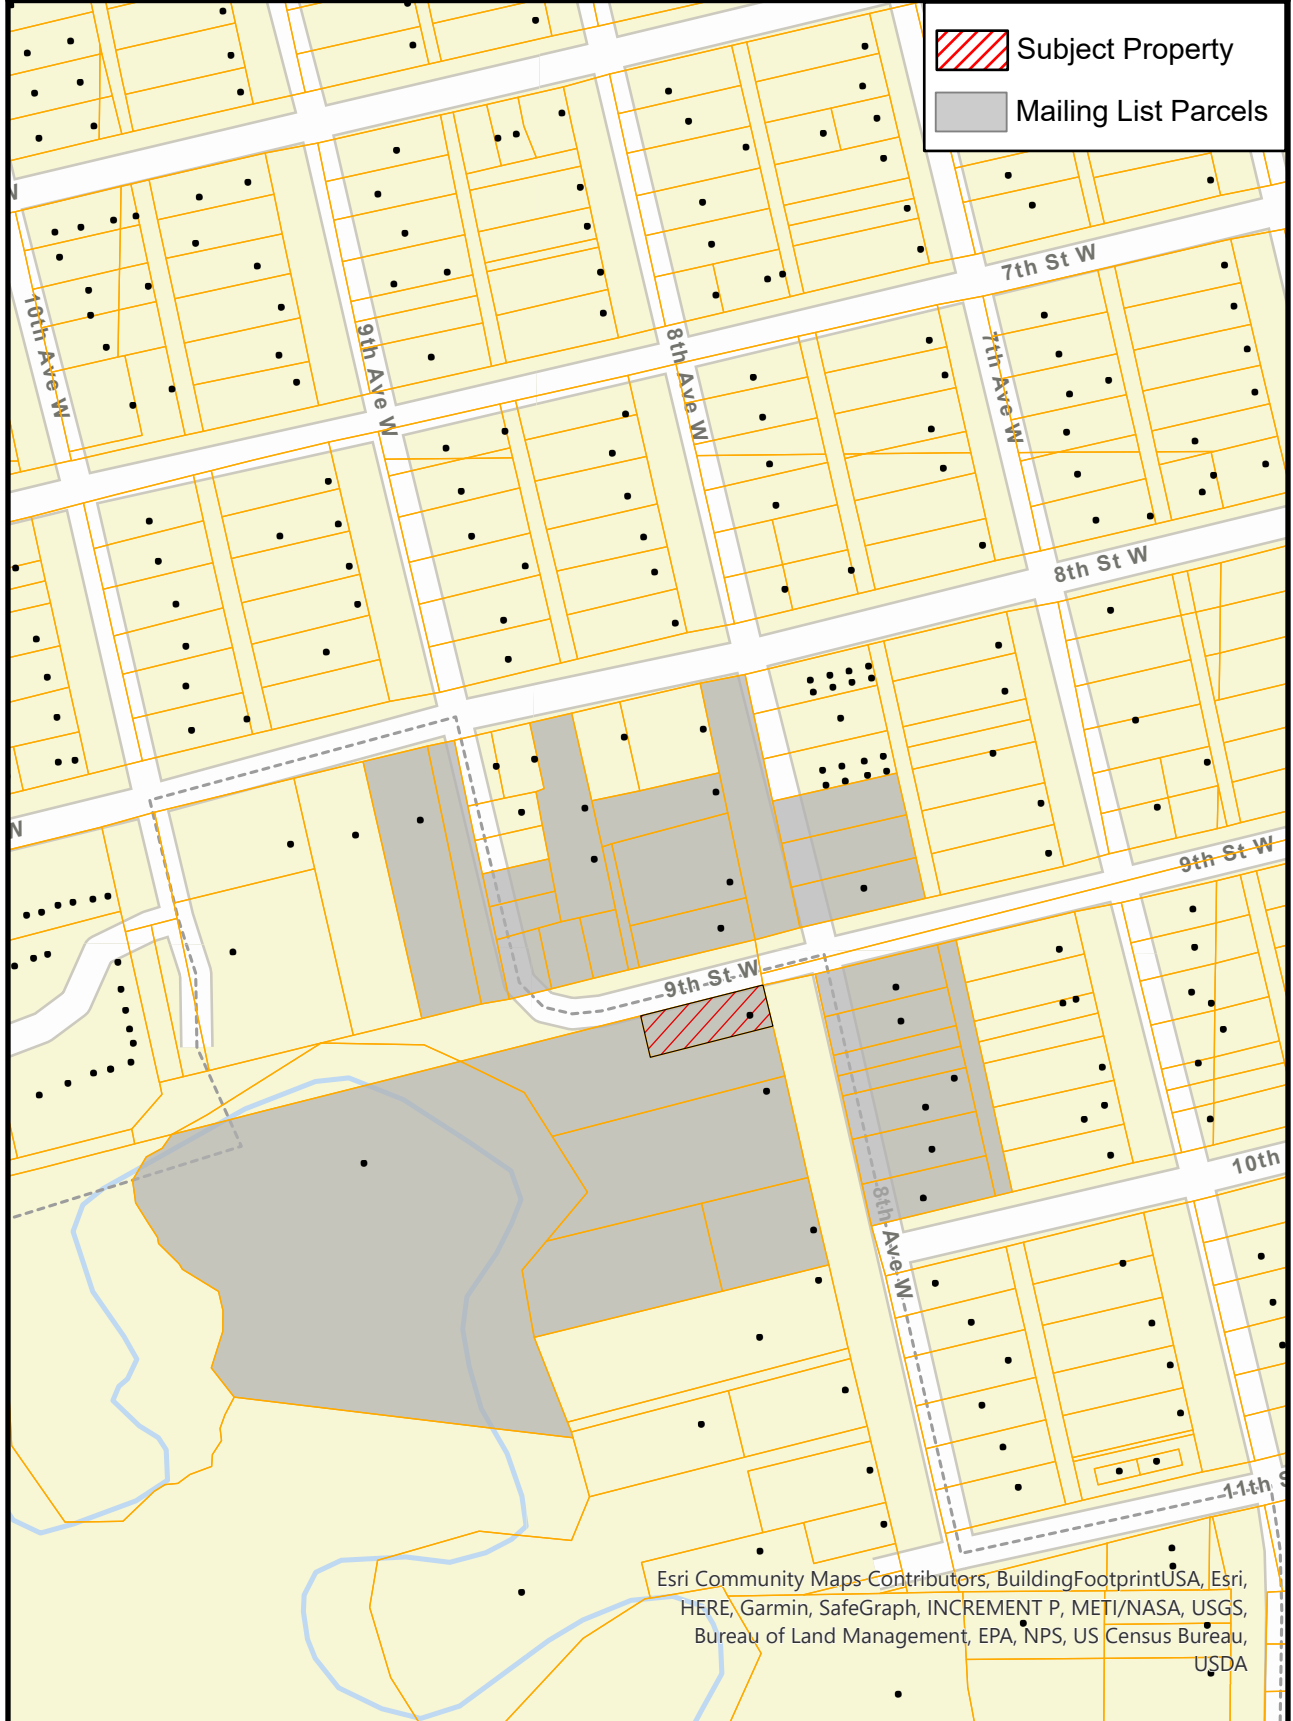 Subject Property
Mailing List Parcels
7th St W
10th Ave W
9th Ave W
8th Ave W
7th Ave W
8th St W
9th St W
9th St W
10th
8th Ave W
11th S
Esri Community Maps Contributors, BuildingFootprintUSA, Esri,
HERE, Garmin, SafeGraph, INCREMENT P, METI/NASA, USGS,
Bureau of Land Management, EPA, NPS, US Census Bureau,
USDA